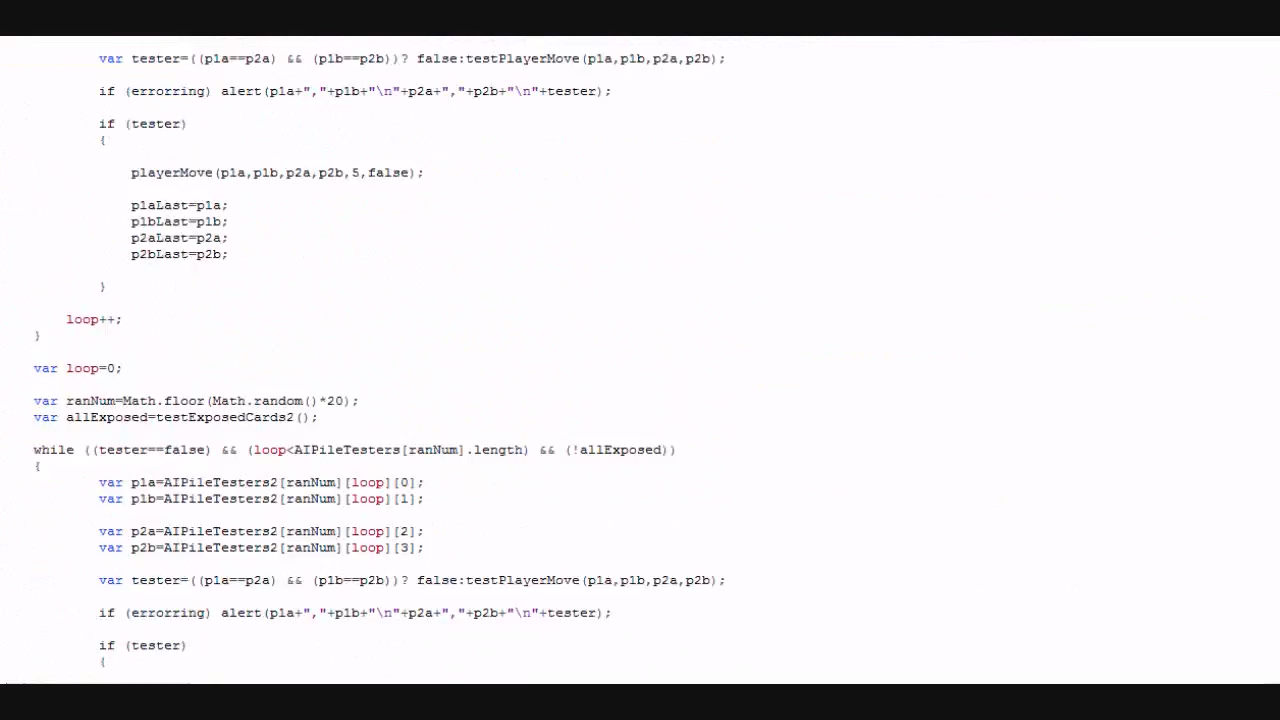 var tester=((p1a==p2a) && (p1b==p2b))? false:testPlayerMove(p1a,p1b,p2a,p2b);
if (errorring) alert(p1a+","+p1b+"\n"+p2a+","+p2b+"\n"+tester);
if (tester)
{
playerMove(p1a,p1b,p2a,p2b,5,false);
p1aLast=p1a;
p1bLast=p1b;
p2aLast=p2a;
p2bLast=p2b;
}
loop++;
}
var loop=0;
var ranNum=Math.floor(Math.random()*20);
var allExposed=testExposedCards2();
while ((tester==false) && (loop<AIPileTesters[ranNum].length) && (!allExposed))
{
var p1a=AIPileTesters2[ranNum][loop][0];
var p1b=AIPileTesters2[ranNum][loop][1];
var p2a=AIPileTesters2[ranNum][loop][2];
var p2b=AIPileTesters2[ranNum][loop][3];
var tester=((p1a==p2a) && (p1b==p2b))? false:testPlayerMove(p1a,p1b,p2a,p2b);
if (errorring) alert(p1a+","+p1b+"\n"+p2a+","+p2b+"\n"+tester);
if (tester)
{